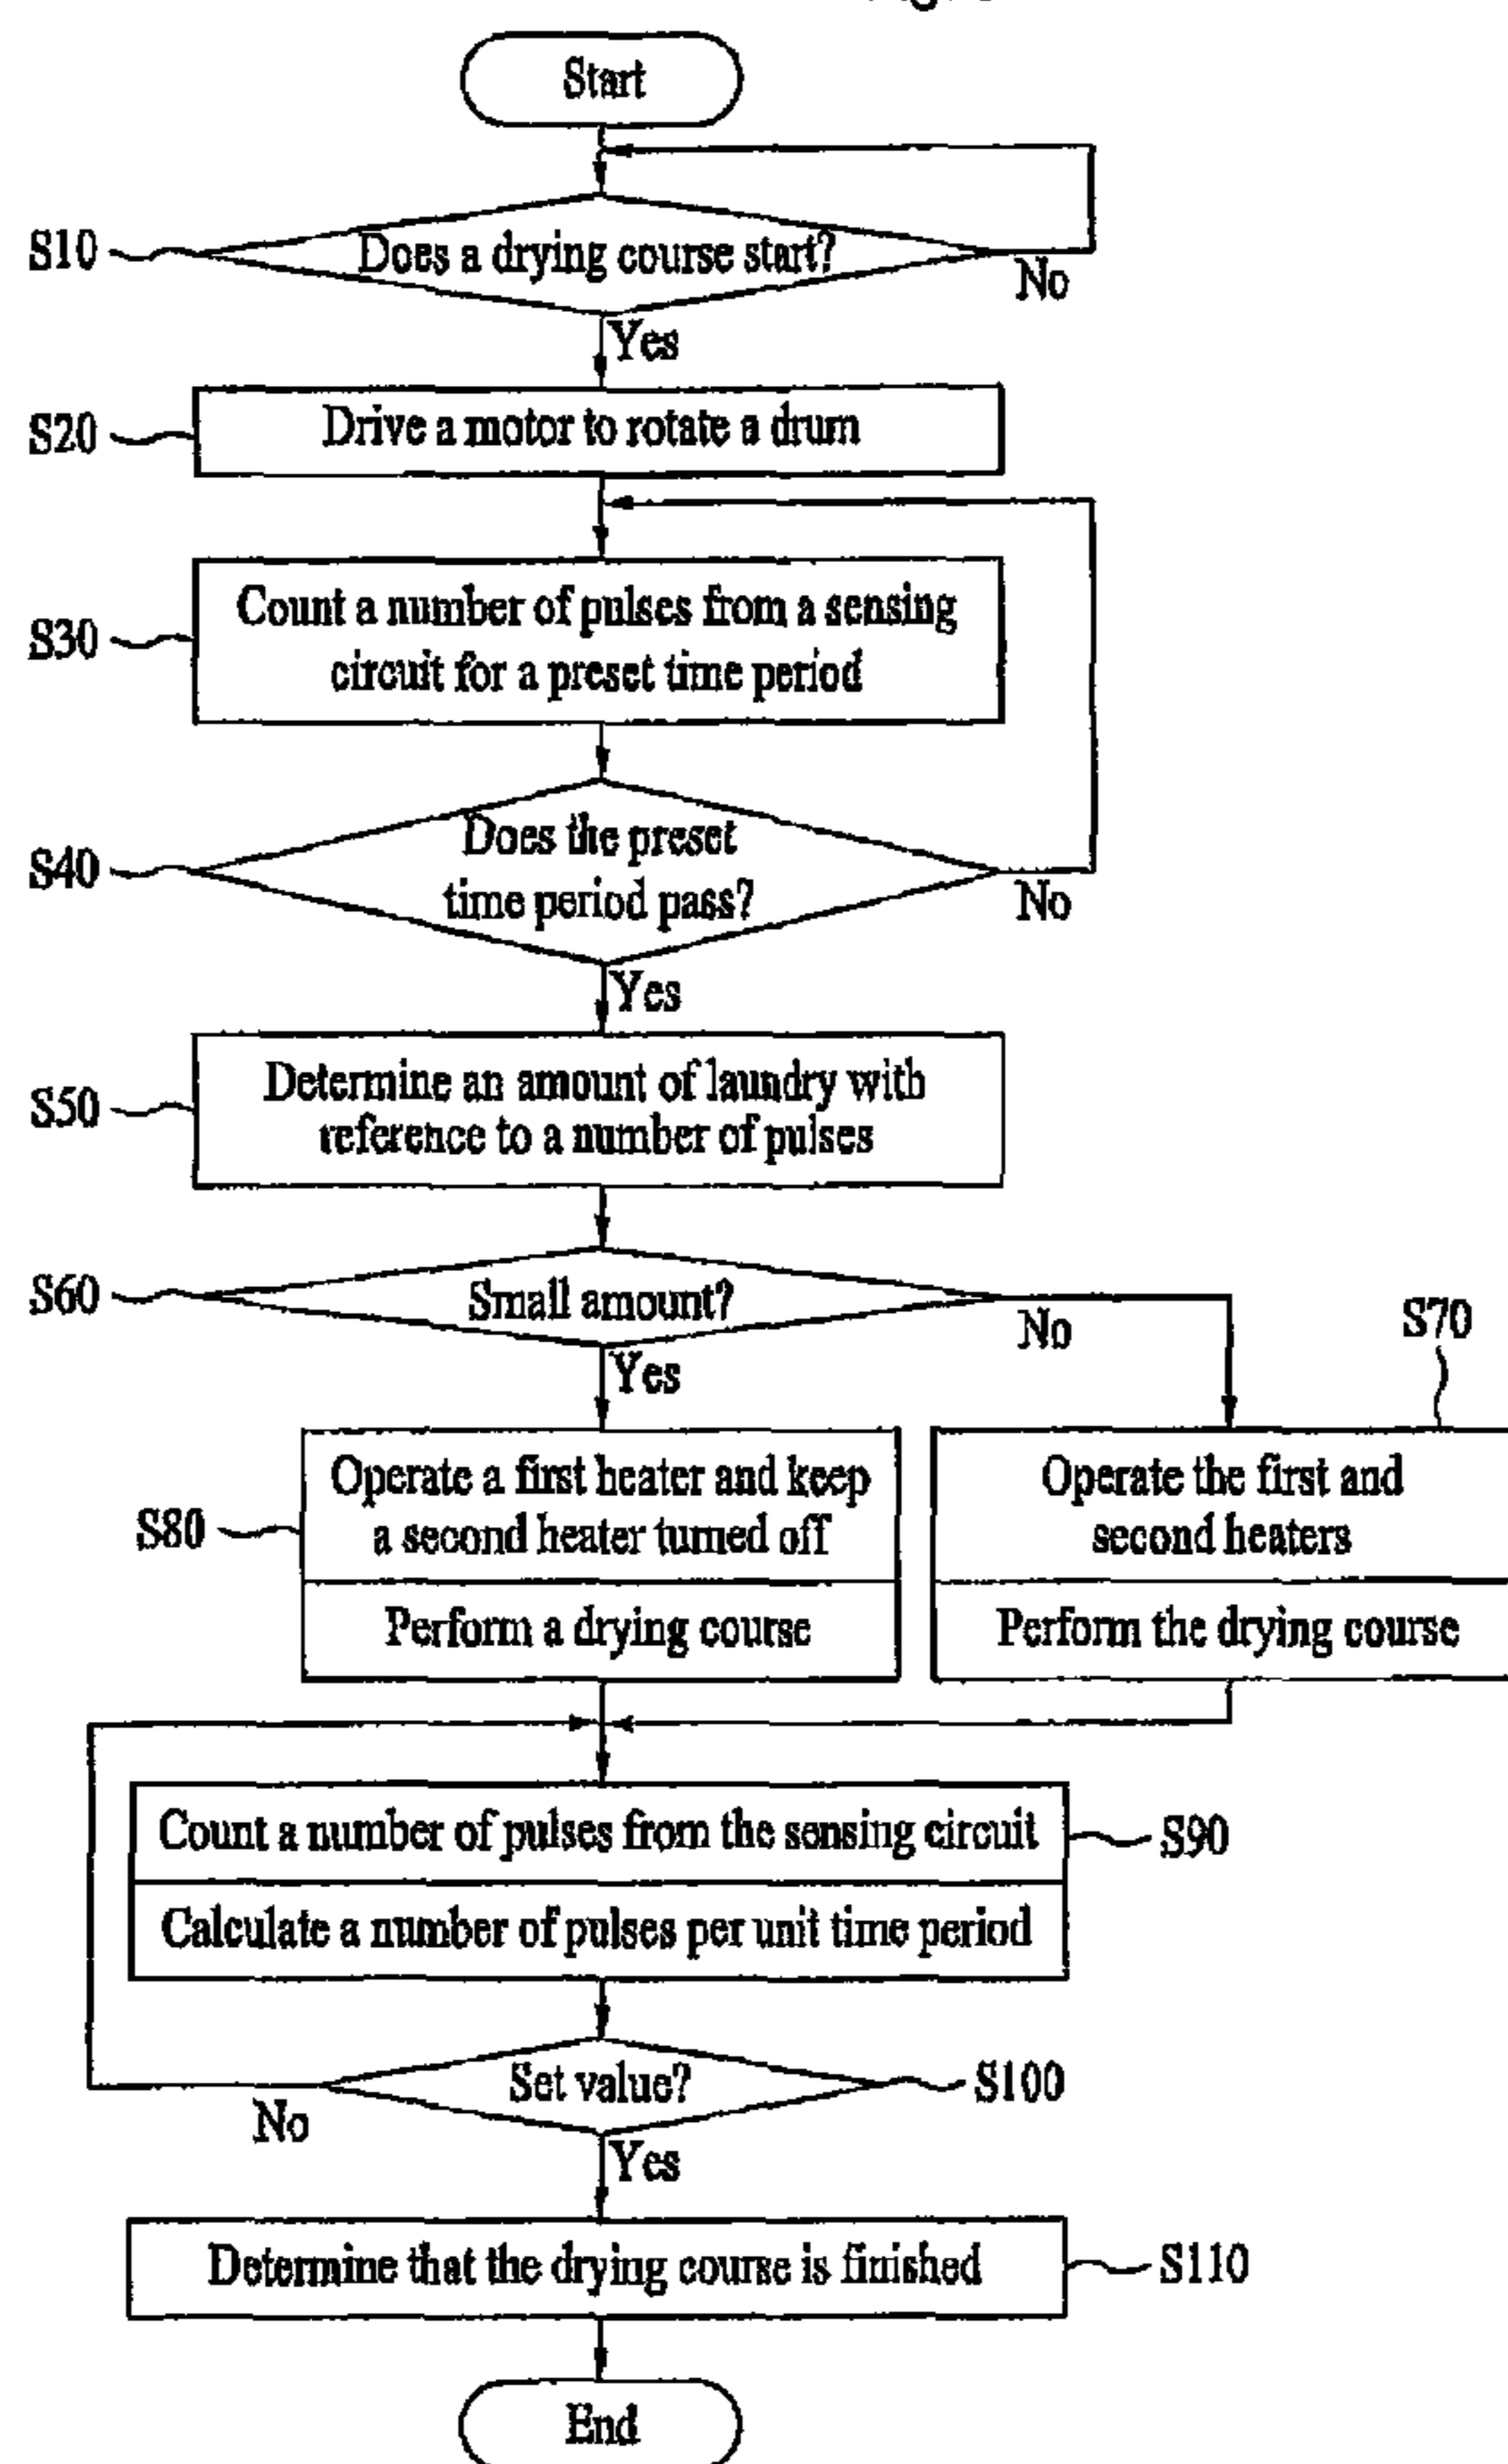 Start
S10
Does a drying course start?
No
Yes
S20
Drive a motor to rotate a drum
S30
Count a number of pulses from a sensing
circuit for a preset time period
S40
Does the preset
time period pass?
No
Yes
S50
Determine an amount of laundry with
reference to a number of pulses
S60
Small amount?
No
Yes
S70
S80
Operate a first heater and keep
a second heater turned off
Perform a drying course
Operate the first and
second heaters
Perform the drying course
Count a number of pulses from the sensing circuit
S90
Calculate a number of pulses per unit time period
Set value?
S100
No
Yes
Determine that the drying course is finished
S110
End